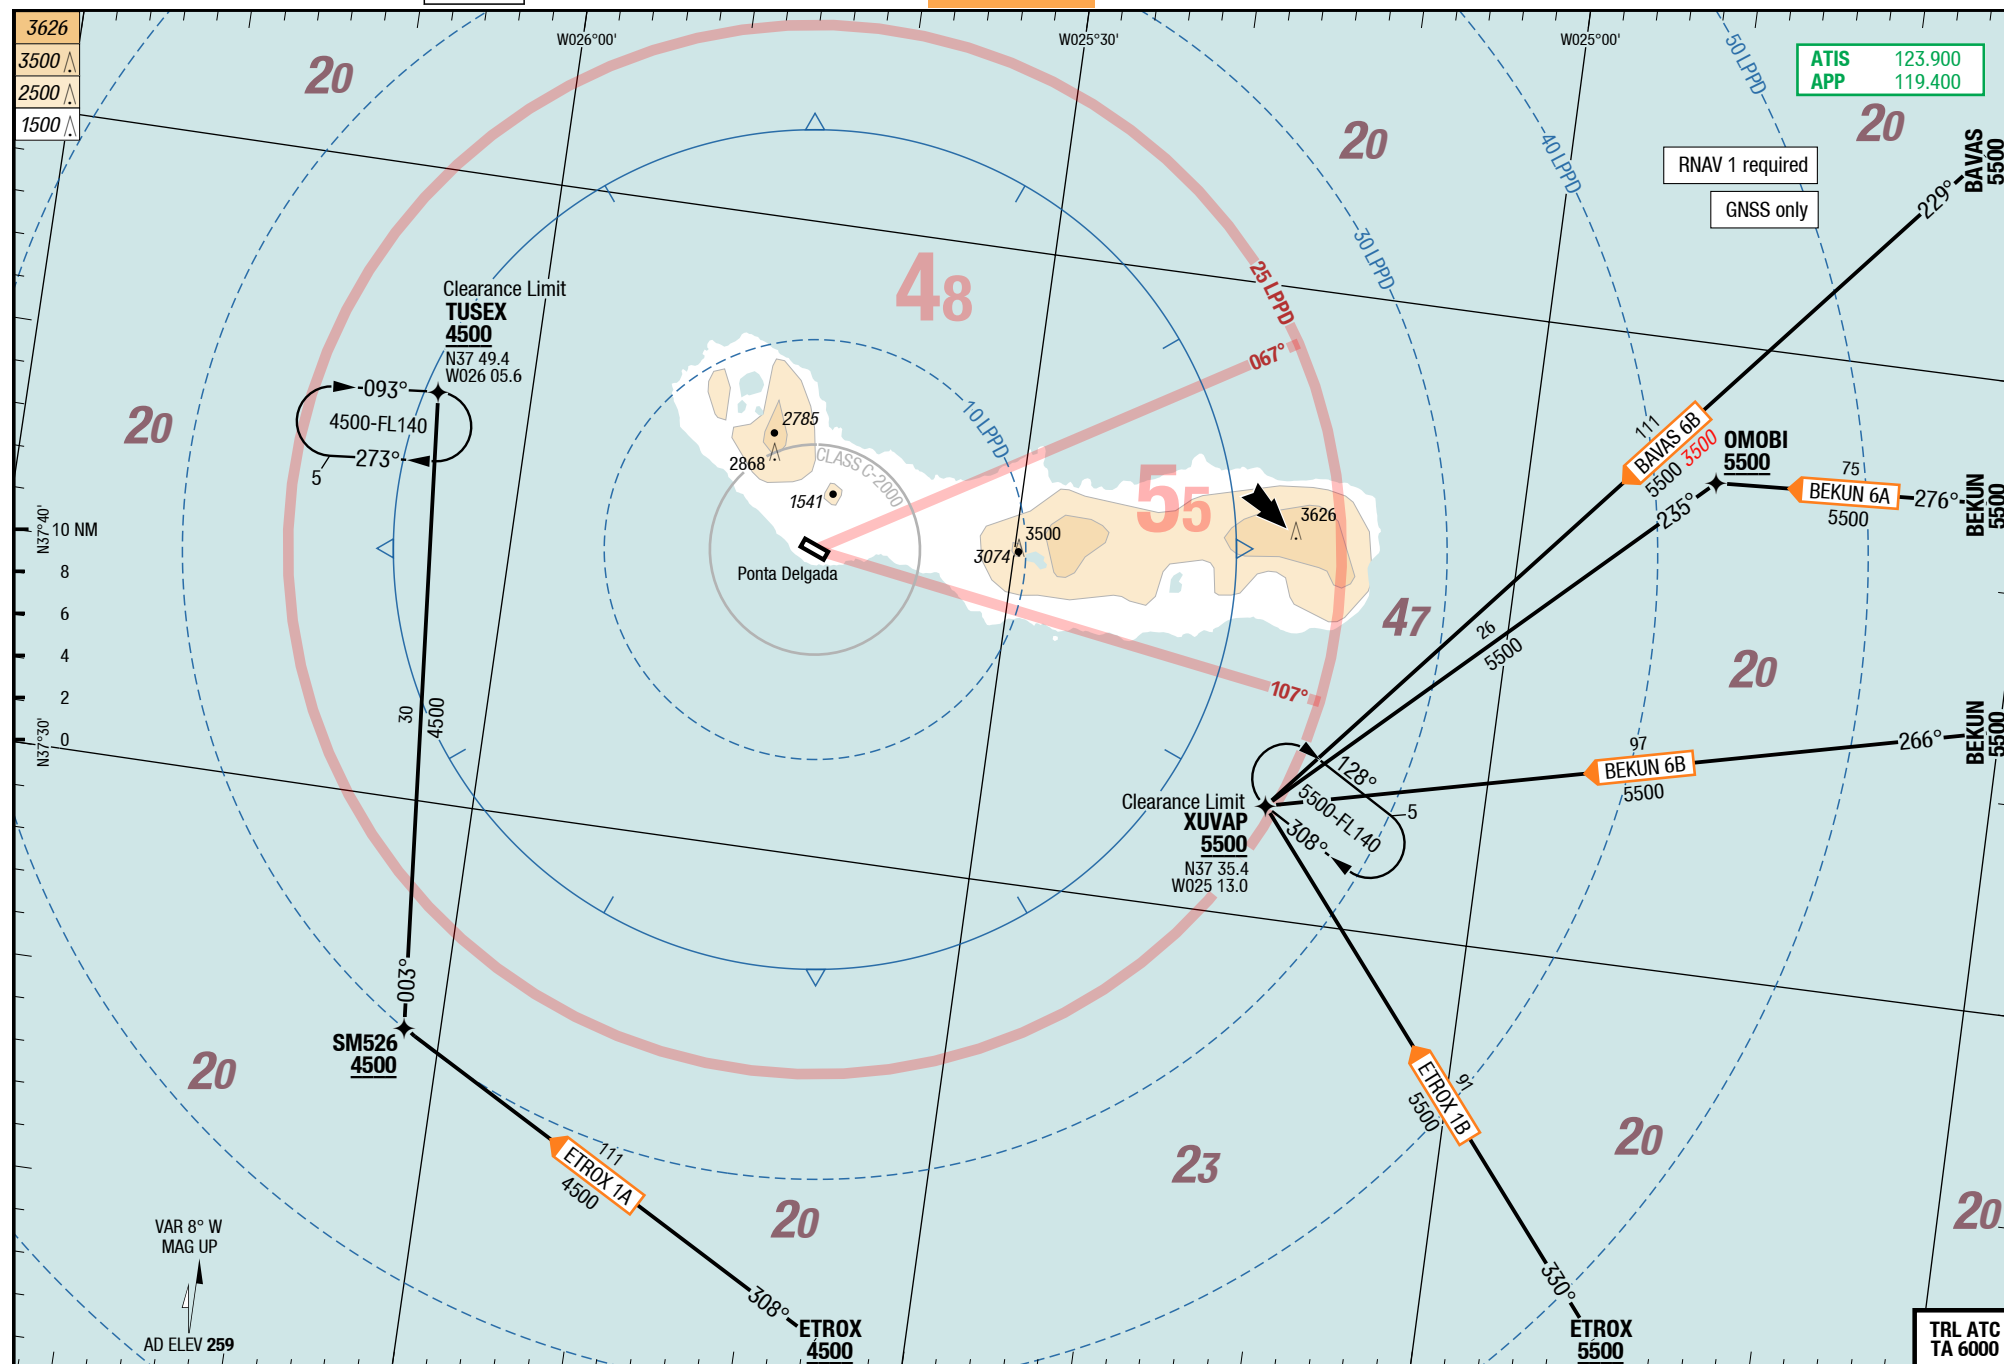 3626
3500
2500
1500
W026°00'
W025°30'
W025°00'
50 LPPD
40 LPPD
30 LPPD
25 LPPD
10 LPPD
ATIS 123.900
APP 119.400
RNAV 1 required
GNSS only
20
20
20
20
BAVAS
5500
229°
48
Clearance Limit
TUSEX
4500
N37 49.4
W026 05.6
093°
4500-FL140
273°
5
067°
2785
2868
CLASS C-2000
1541
Ponta Delgada
55
3500
3074
3626
111
BAVAS 6B
5500 3500
OMOBI
5500
235°
75
BEKUN 6A
5500
276°
BEKUN
5500
N37°40'
10 NM
8
6
4
2
0
N37°30'
47
26
5500
20
107°
30
4500
003°
128°
5500-FL140
308°
5
Clearance Limit
XUVAP
5500
N37 35.4
W025 13.0
97
BEKUN 6B
5500
266°
BEKUN
5500
SM526
4500
20
111
ETROX 1A
4500
308°
ETROX
4500
20
23
91
ETROX 1B
5500
330°
ETROX
5500
20
20
VAR 8° W
MAG UP
AD ELEV 259
TRL ATC
TA 6000